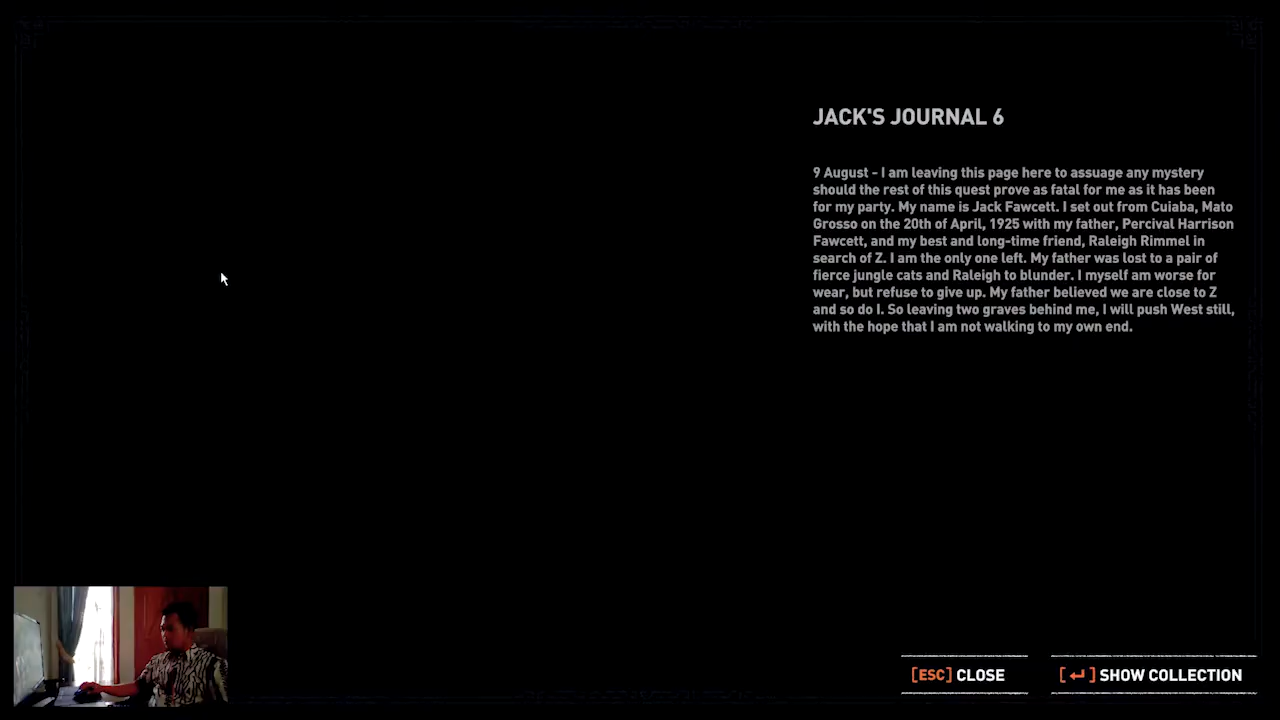 JACK'S JOURNAL 6
9 August - I am leaving this page here to assuage any mystery
should the rest of this quest prove as fatal for me as it has been
for my party. My name is Jack Fawcett. I set out from Cuiaba, Mato
Grosso on the 20th of April, 1925 with my father, Percival Harrison
Fawcett, and my best and long-time friend, Raleigh Rimmel in
search of Z. I am the only one left. My father was lost to a pair of
fierce jungle cats and Raleigh to blunder. I myself am worse for
wear, but refuse to give up. My father believed we are close to Z
and so do I. So leaving two graves behind me, I will push West still,
with the hope that I am not walking to my own end.
[ESC] CLOSE
[↵] SHOW COLLECTION